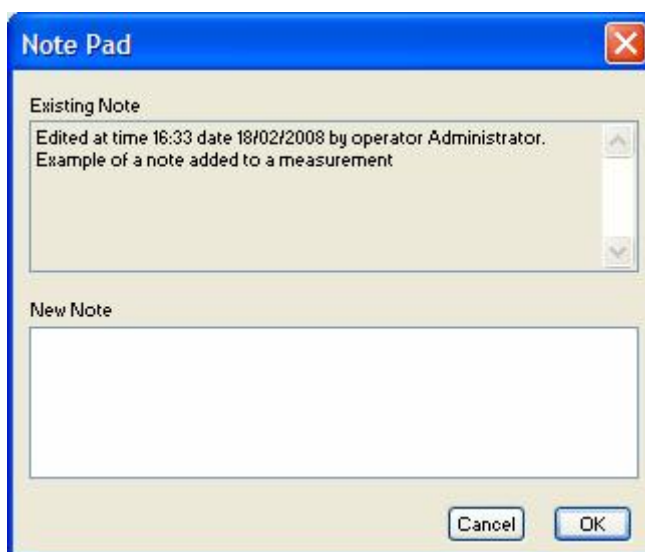 Note Pad
Existing Note
Edited at time 16:33 date 18/02/2008 by operator Administrator.
Example of a note added to a measurement
New Note
Cancel
OK